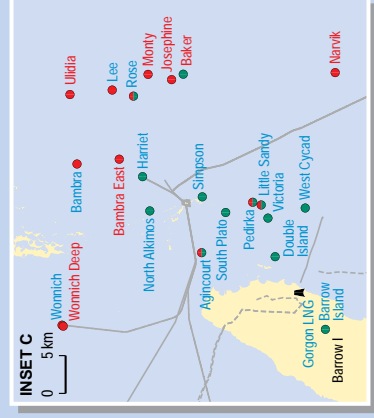 INSET C
0 5 km
Wonnich
Wonnich Deep
Bambra
Ulidia
Lee
Rose
Monty
Josephine
Baker
Bambra East
Harriet
North Alkimos
Simpson
Agincourt
South Plato
Pedirka
Little Sandy
Victoria
Double
Island
West Cycad
Narvik
Gorgon LNG
Barrow
Island
Barrow I